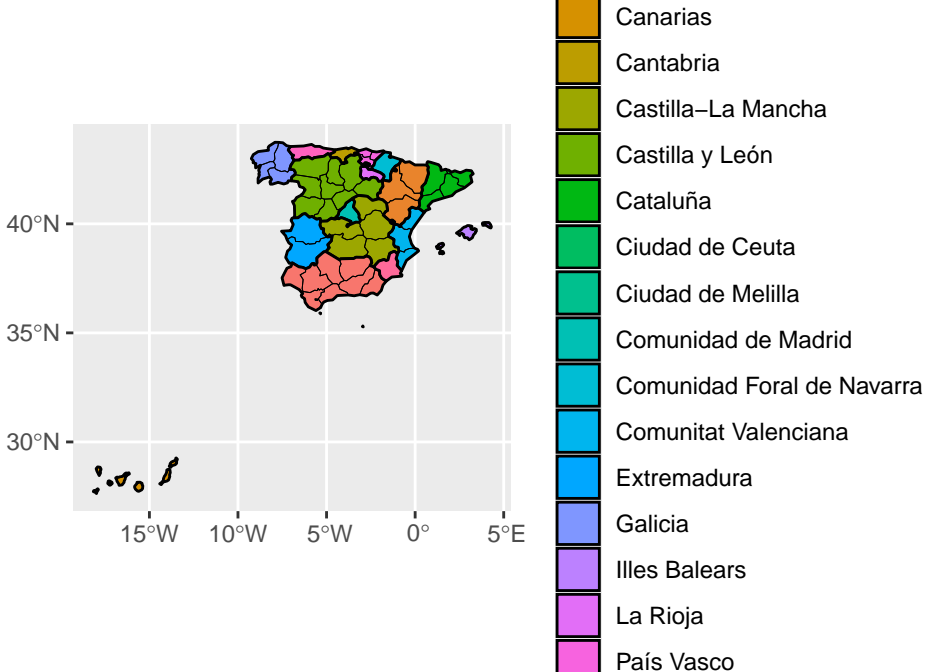 Canarias
Cantabria
Castilla−La Mancha
Castilla y León
Cataluña
Ciudad de Ceuta
Ciudad de Melilla
Comunidad de Madrid
Comunidad Foral de Navarra
Comunitat Valenciana
Extremadura
Galicia
Illes Balears
La Rioja
País Vasco
40°N
35°N
30°N
15°W 10°W 5°W 0° 5°E